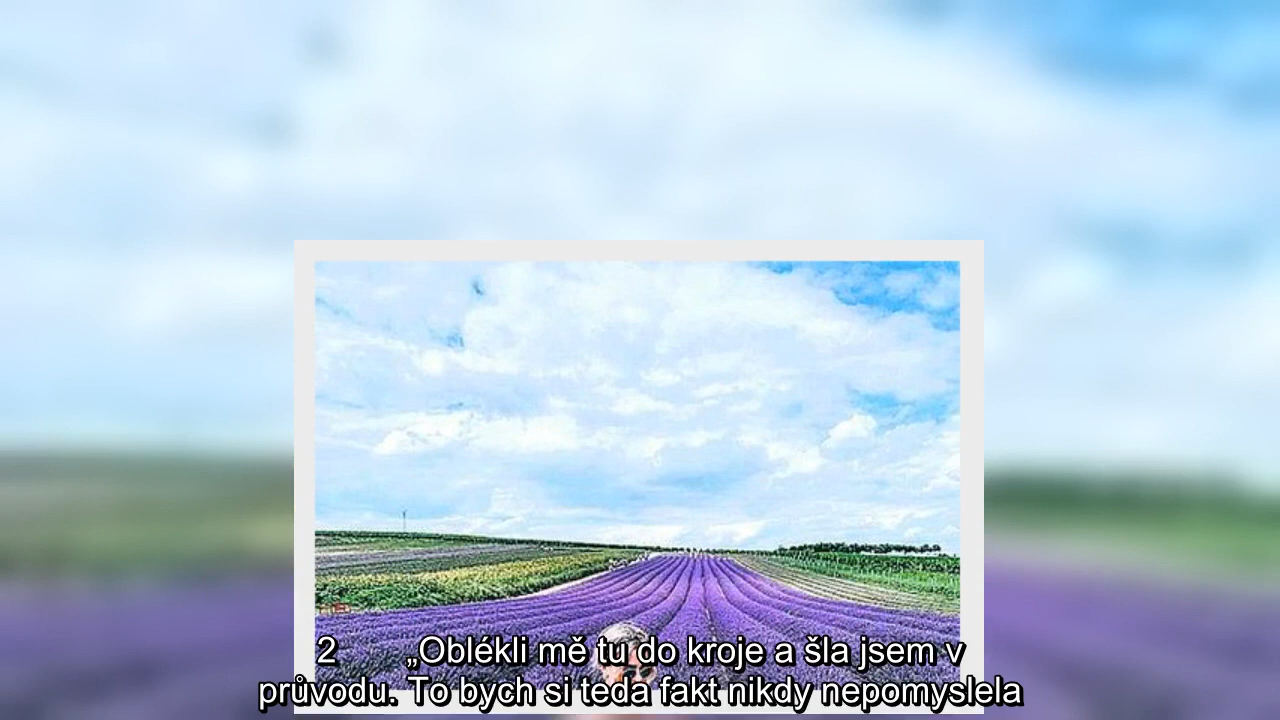 2 „Oblékli mě tu do kroje a šla jsem v
průvodu. To bych si teda fakt nikdy nepomyslela